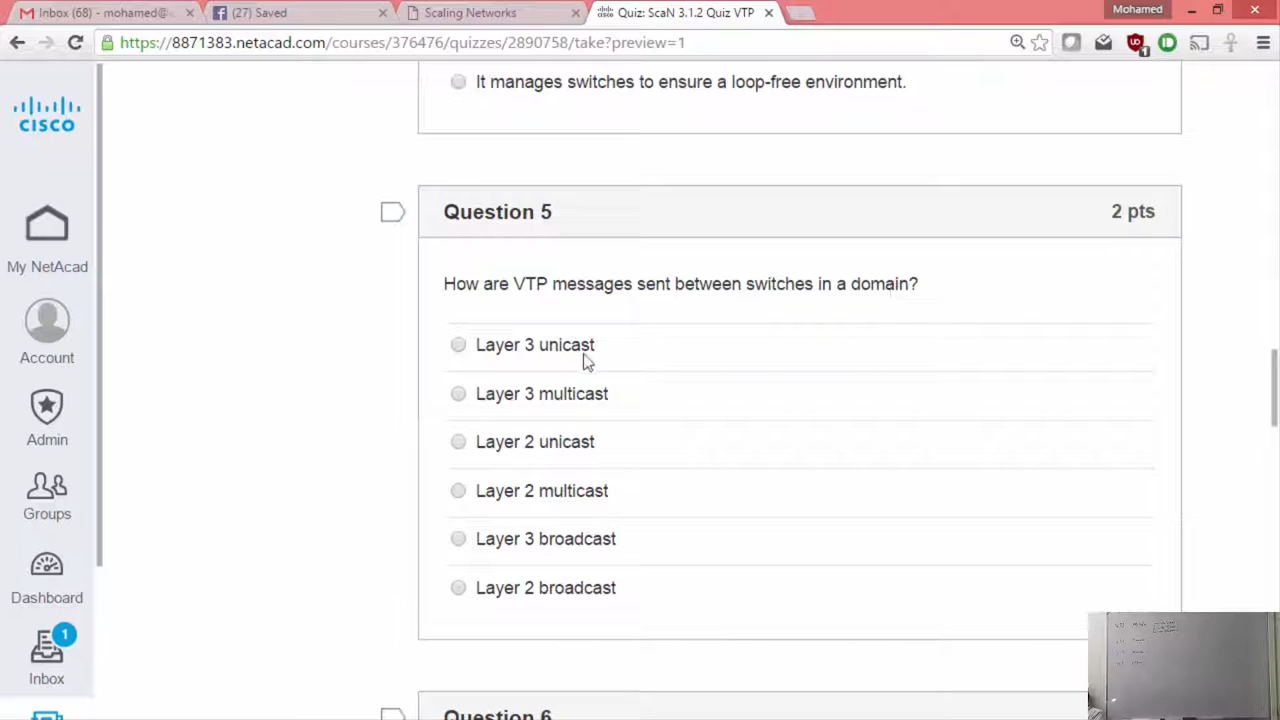 Inbox (68) - mohamed@
(27) Saved
Scaling Networks
Quiz: ScaN 3.1.2 Quiz VTP
Mohamed
https://8871383.netacad.com/courses/376476/quizzes/2890758/take?preview=1
1
CISCO
My NetAcad
Account
Admin
Groups
Dashboard
1
Inbox
It manages switches to ensure a loop-free environment.
Question 5
2 pts
How are VTP messages sent between switches in a domain?
Layer 3 unicast
Layer 3 multicast
Layer 2 unicast
Layer 2 multicast
Layer 3 broadcast
Layer 2 broadcast
Question 6